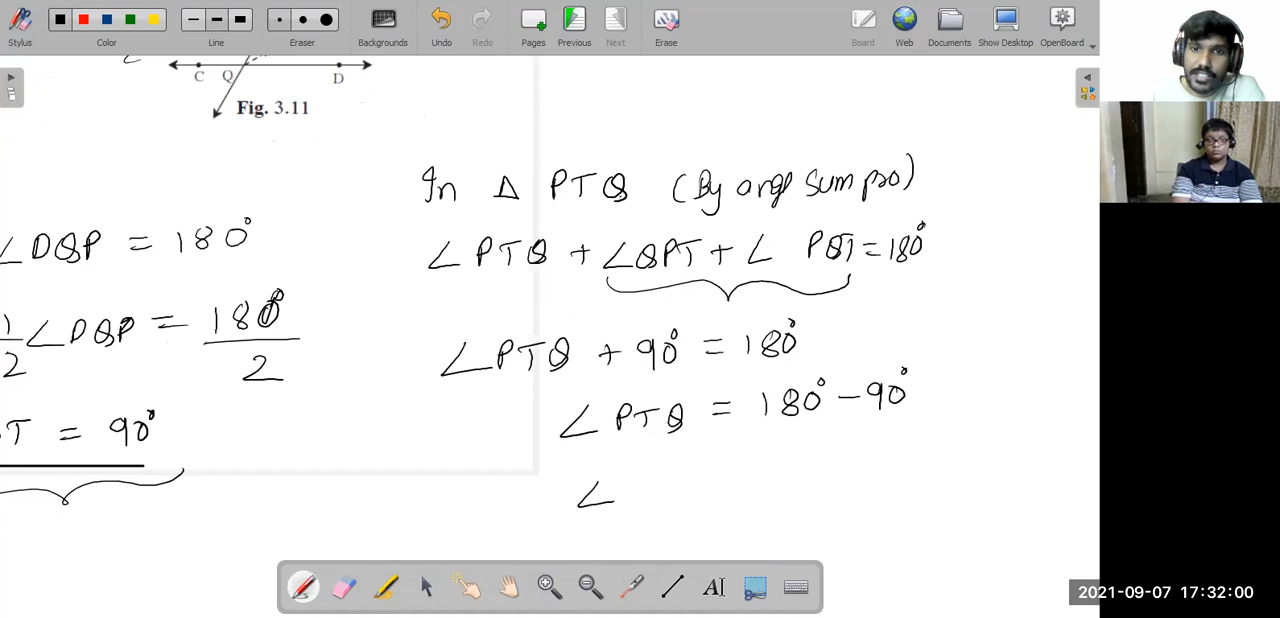 Stylus
Color
Line
Eraser
Backgrounds
Undo
Redo
Pages
Previous
Next
Erase
Board
Web
Documents
Show Desktop
OpenBoard
C Q D
Fig. 3.11
∠DQP = 180°
1/2 ∠DQP = 180°/2
T = 90°
In Δ PTQ (By angl sum pro)
∠PTQ + ∠QPT + ∠ PQT = 180°
∠PTQ + 90° = 180°
∠PTQ = 180° - 90°
∠
2021-09-07 17:32:00